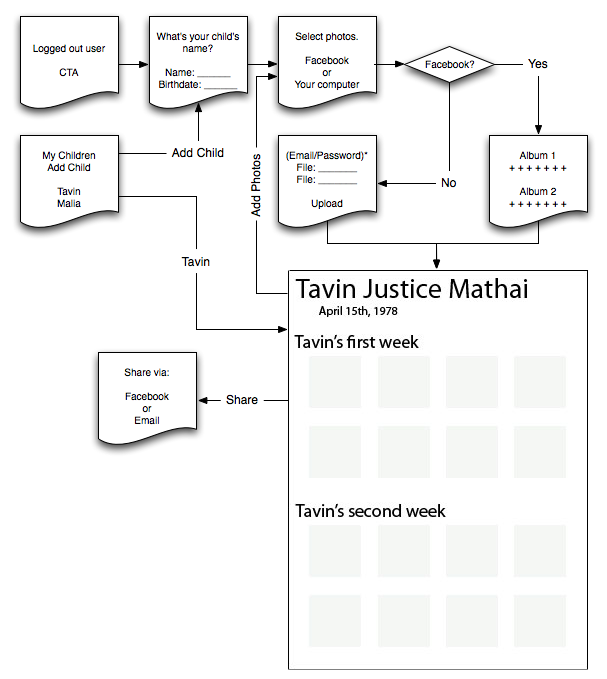 Logged out user
CTA
What's your child's
name?
Name: ______
Birthdate: ______
Select photos.
Facebook
or
Your computer
Facebook?
Yes
My Children
Add Child
Tavin
Malia
Add Child
Add Photos
(Email/Password)*
File: _______
File: _______
Upload
No
Album 1
+ + + + + + +
Album 2
+ + + + + + +
Tavin
Tavin Justice Mathai
April 15th, 1978
Tavin's first week
Share via:
Facebook
or
Email
Share
Tavin's second week